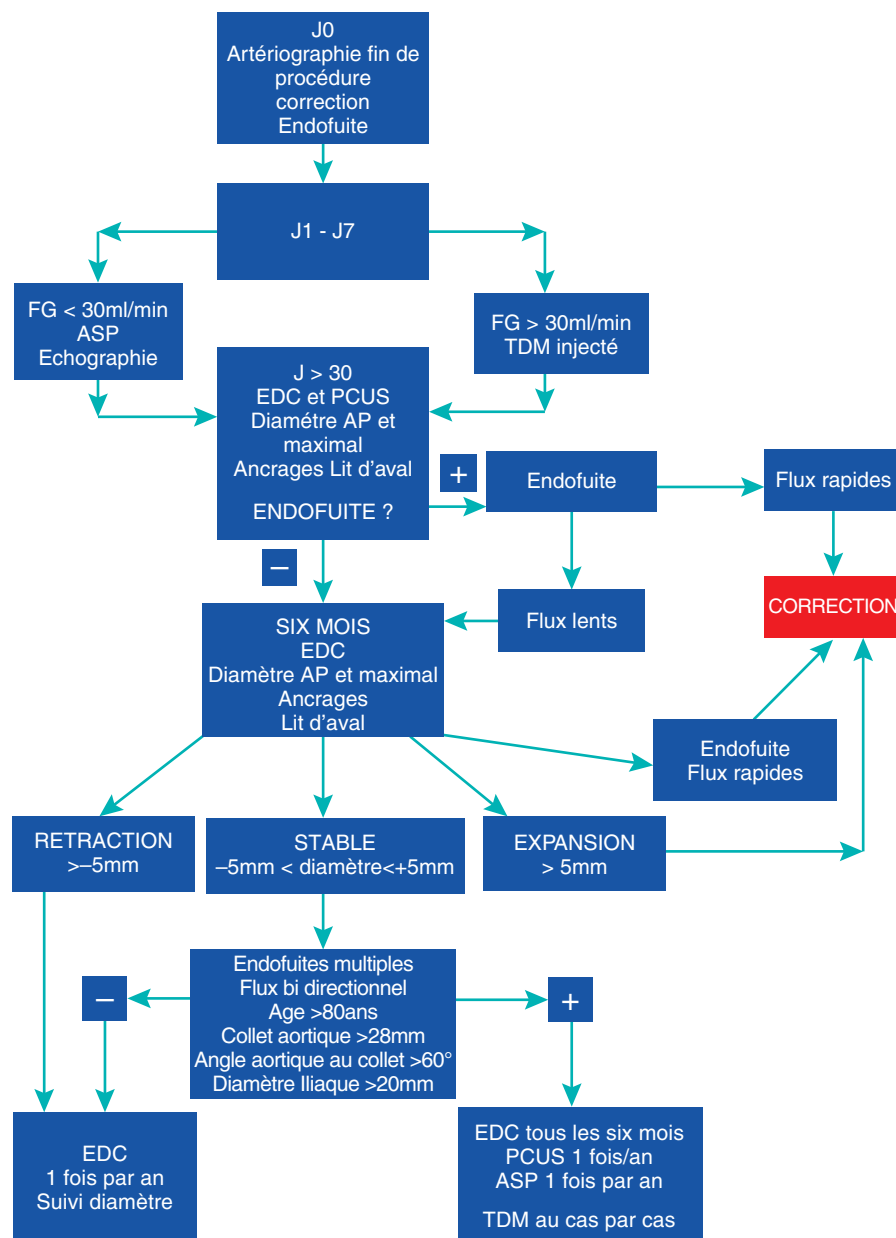 J0
Artériographie fin de
procédure
correction
Endofuite
J1 - J7
FG < 30ml/min
ASP
Echographie
FG > 30ml/min
TDM injecté
J > 30
EDC et PCUS
Diamétre AP et
maximal
Ancrages Lit d'aval
ENDOFUITE ?
+
Endofuite
Flux rapides
–
Flux lents
CORRECTION
SIX MOIS
EDC
Diamètre AP et maximal
Ancrages
Lit d'aval
Endofuite
Flux rapides
RETRACTION
>–5mm
STABLE
–5mm < diamètre<+5mm
EXPANSION
> 5mm
Endofuites multiples
Flux bi directionnel
Age >80ans
Collet aortique >28mm
Angle aortique au collet >60°
Diamètre Iliaque >20mm
–
+
EDC
1 fois par an
Suivi diamètre
EDC tous les six mois
PCUS 1 fois/an
ASP 1 fois par an
TDM au cas par cas